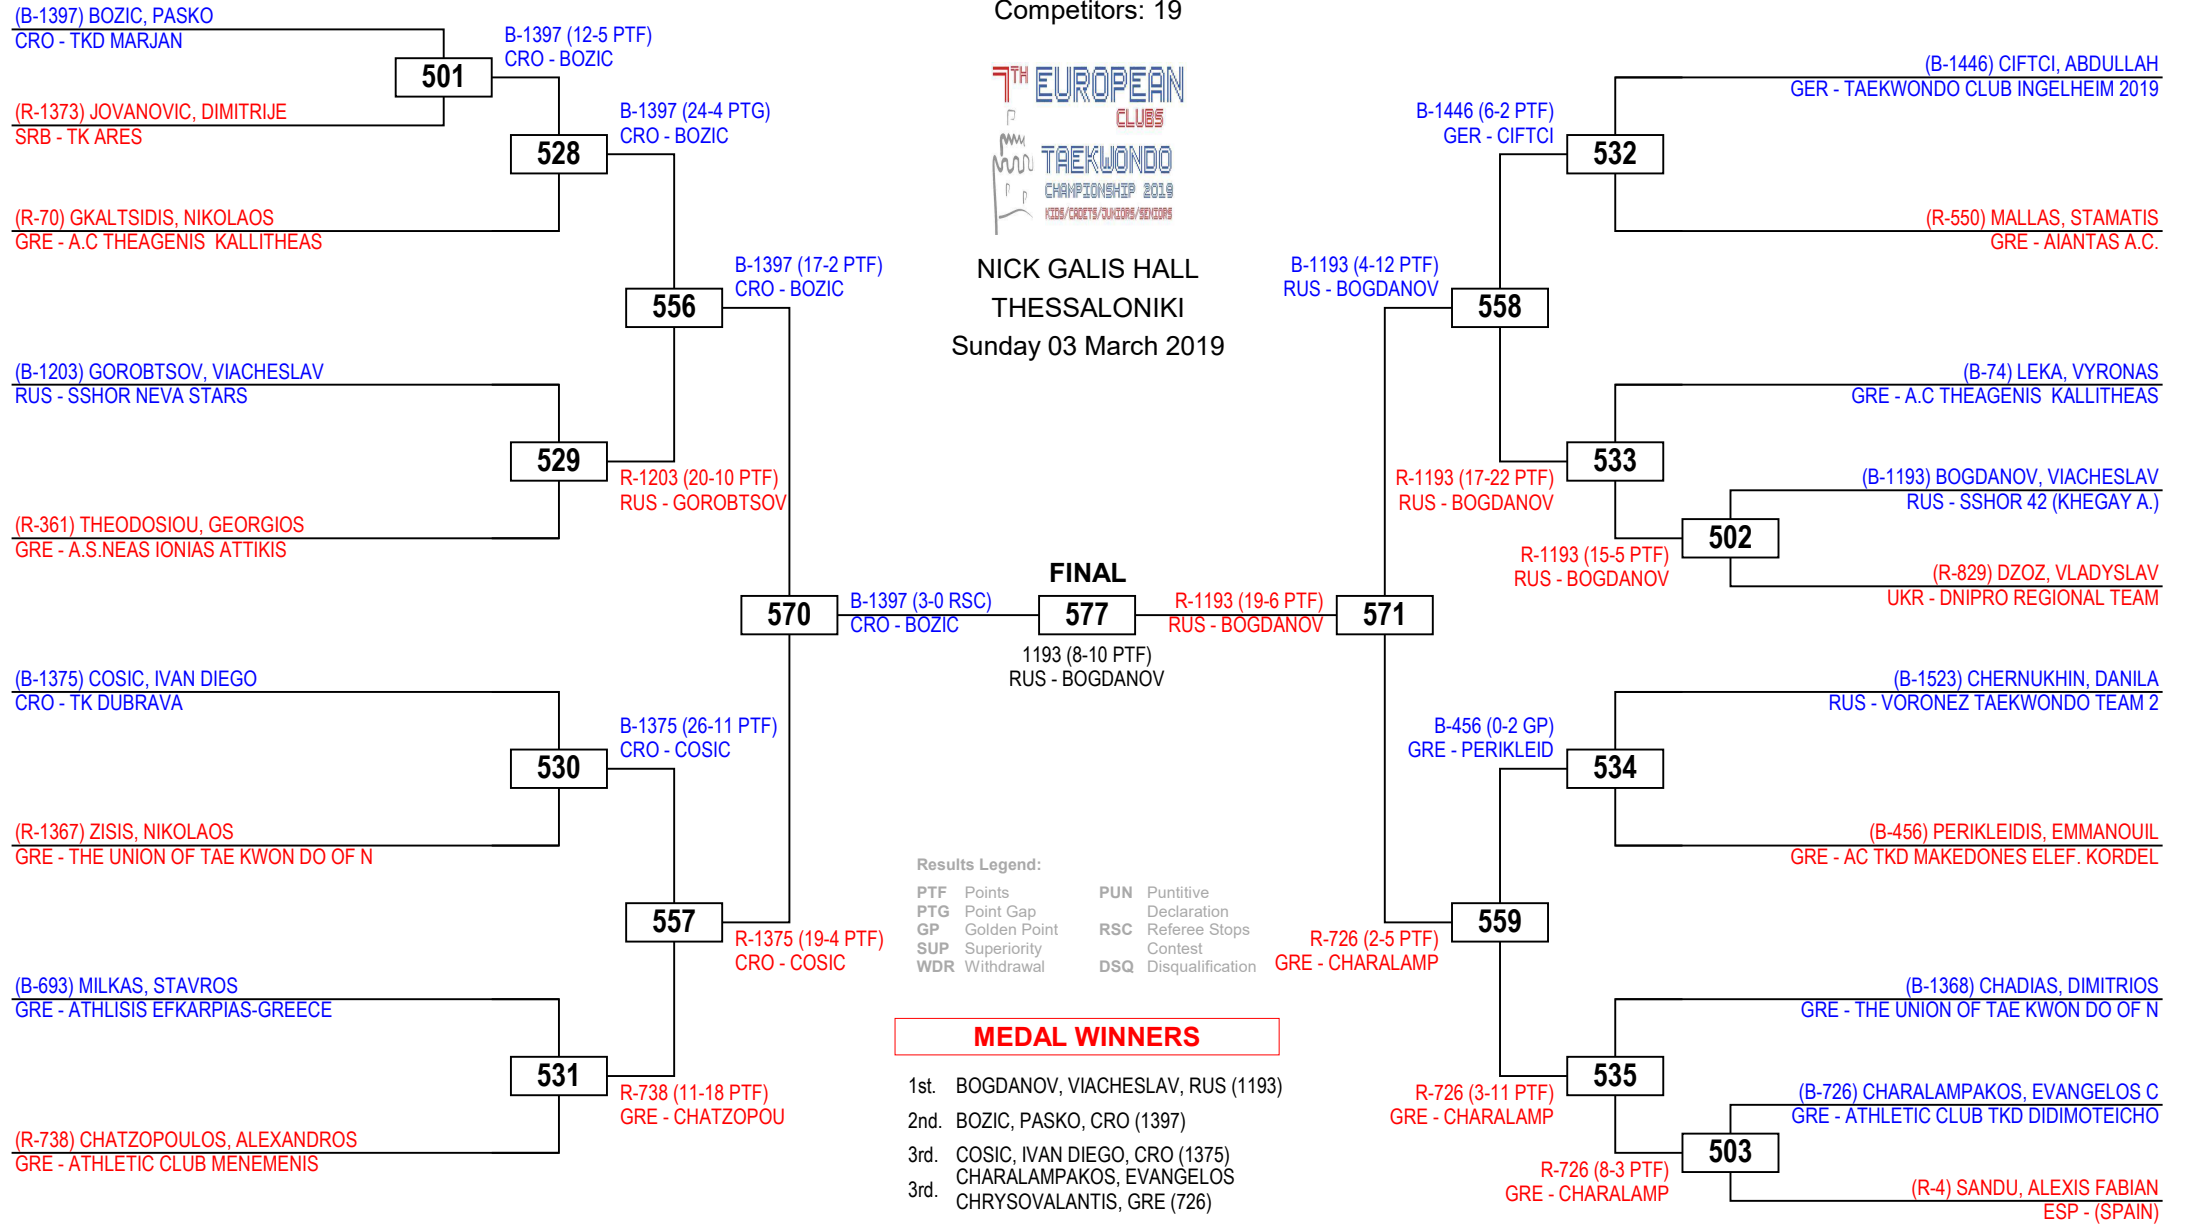 (B-1397) BOZIC, PASKO
CRO - TKD MARJAN
(R-1373) JOVANOVIC, DIMITRIJE
SRB - TK ARES
(R-70) GKALTSIDIS, NIKOLAOS
GRE - A.C THEAGENIS  KALLITHEAS
(B-1203) GOROBTSOV, VIACHESLAV
RUS - SSHOR NEVA STARS
(R-361) THEODOSIOU, GEORGIOS
GRE - A.S.NEAS IONIAS ATTIKIS
(B-1375) COSIC, IVAN DIEGO
CRO - TK DUBRAVA
(R-1367) ZISIS, NIKOLAOS
GRE - THE UNION OF TAE KWON DO OF N
(B-693) MILKAS, STAVROS
GRE - ATHLISIS EFKARPIAS-GREECE
(R-738) CHATZOPOULOS, ALEXANDROS
GRE - ATHLETIC CLUB MENEMENIS
501
B-1397 (12-5 PTF)
CRO - BOZIC
528
B-1397 (24-4 PTG)
CRO - BOZIC
529
R-1203 (20-10 PTF)
RUS - GOROBTSOV
530
B-1375 (26-11 PTF)
CRO - COSIC
531
R-738 (11-18 PTF)
GRE - CHATZOPOU
556
B-1397 (17-2 PTF)
CRO - BOZIC
557
R-1375 (19-4 PTF)
CRO - COSIC
570
B-1397 (3-0 RSC)
CRO - BOZIC
Competitors: 19
7TH EUROPEAN
CLUBS
TAEKWONDO
CHAMPIONSHIP 2019
KIDS/CADETS/JUNIORS/SENIORS
NICK GALIS HALL
THESSALONIKI
Sunday 03 March 2019
FINAL
577
1193 (8-10 PTF)
RUS - BOGDANOV
R-1193 (19-6 PTF)
RUS - BOGDANOV
571
B-1193 (4-12 PTF)
RUS - BOGDANOV
558
R-726 (2-5 PTF)
GRE - CHARALAMP
559
B-1446 (6-2 PTF)
GER - CIFTCI
532
R-1193 (17-22 PTF)
RUS - BOGDANOV
533
B-456 (0-2 GP)
GRE - PERIKLEID
534
R-726 (3-11 PTF)
GRE - CHARALAMP
535
R-1193 (15-5 PTF)
RUS - BOGDANOV
502
R-726 (8-3 PTF)
GRE - CHARALAMP
503
(B-1446) CIFTCI, ABDULLAH
GER - TAEKWONDO CLUB INGELHEIM 2019
(R-550) MALLAS, STAMATIS
GRE - AIANTAS A.C.
(B-74) LEKA, VYRONAS
GRE - A.C THEAGENIS  KALLITHEAS
(B-1193) BOGDANOV, VIACHESLAV
RUS - SSHOR 42 (KHEGAY A.)
(R-829) DZOZ, VLADYSLAV
UKR - DNIPRO REGIONAL TEAM
(B-1523) CHERNUKHIN, DANILA
RUS - VORONEZ TAEKWONDO TEAM 2
(B-456) PERIKLEIDIS, EMMANOUIL
GRE - AC TKD MAKEDONES ELEF. KORDEL
(B-1368) CHADIAS, DIMITRIOS
GRE - THE UNION OF TAE KWON DO OF N
(B-726) CHARALAMPAKOS, EVANGELOS C
GRE - ATHLETIC CLUB TKD DIDIMOTEICHO
(R-4) SANDU, ALEXIS FABIAN
ESP - (SPAIN)
Results Legend:
PTF Points
PTG Point Gap
GP Golden Point
SUP Superiority
WDR Withdrawal
PUN Puntitive
Declaration
RSC Referee Stops
Contest
DSQ Disqualification
MEDAL WINNERS
1st. BOGDANOV, VIACHESLAV, RUS (1193)
2nd. BOZIC, PASKO, CRO (1397)
3rd. COSIC, IVAN DIEGO, CRO (1375)
3rd. CHARALAMPAKOS, EVANGELOS
CHRYSOVALANTIS, GRE (726)